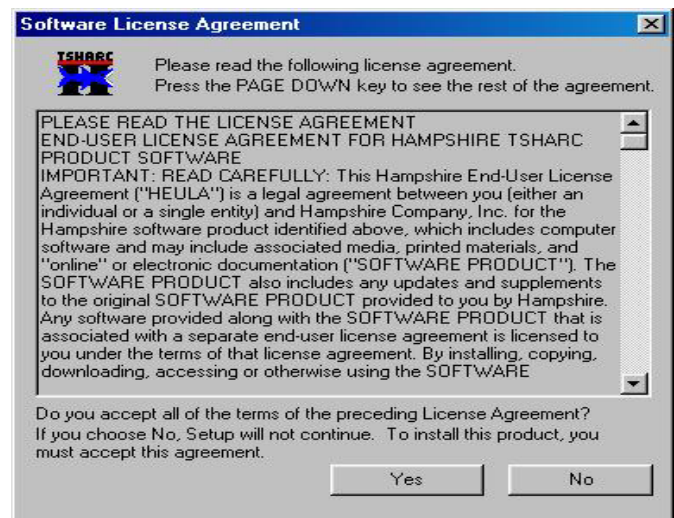 Software License Agreement
TSHARC
Please read the following license agreement.
Press the PAGE DOWN key to see the rest of the agreement.
PLEASE READ THE LICENSE AGREEMENT
END-USER LICENSE AGREEMENT FOR HAMPSHIRE TSHARC
PRODUCT SOFTWARE
IMPORTANT: READ CAREFULLY: This Hampshire End-User License
Agreement ("HEULA") is a legal agreement between you (either an
individual or a single entity) and Hampshire Company, Inc. for the
Hampshire software product identified above, which includes computer
software and may include associated media, printed materials, and
"online" or electronic documentation ("SOFTWARE PRODUCT"). The
SOFTWARE PRODUCT also includes any updates and supplements
to the original SOFTWARE PRODUCT provided to you by Hampshire.
Any software provided along with the SOFTWARE PRODUCT that is
associated with a separate end-user license agreement is licensed to
you under the terms of that license agreement. By installing, copying,
downloading, accessing or otherwise using the SOFTWARE
Do you accept all of the terms of the preceding License Agreement?
If you choose No, Setup will not continue. To install this product, you
must accept this agreement.
Yes
No